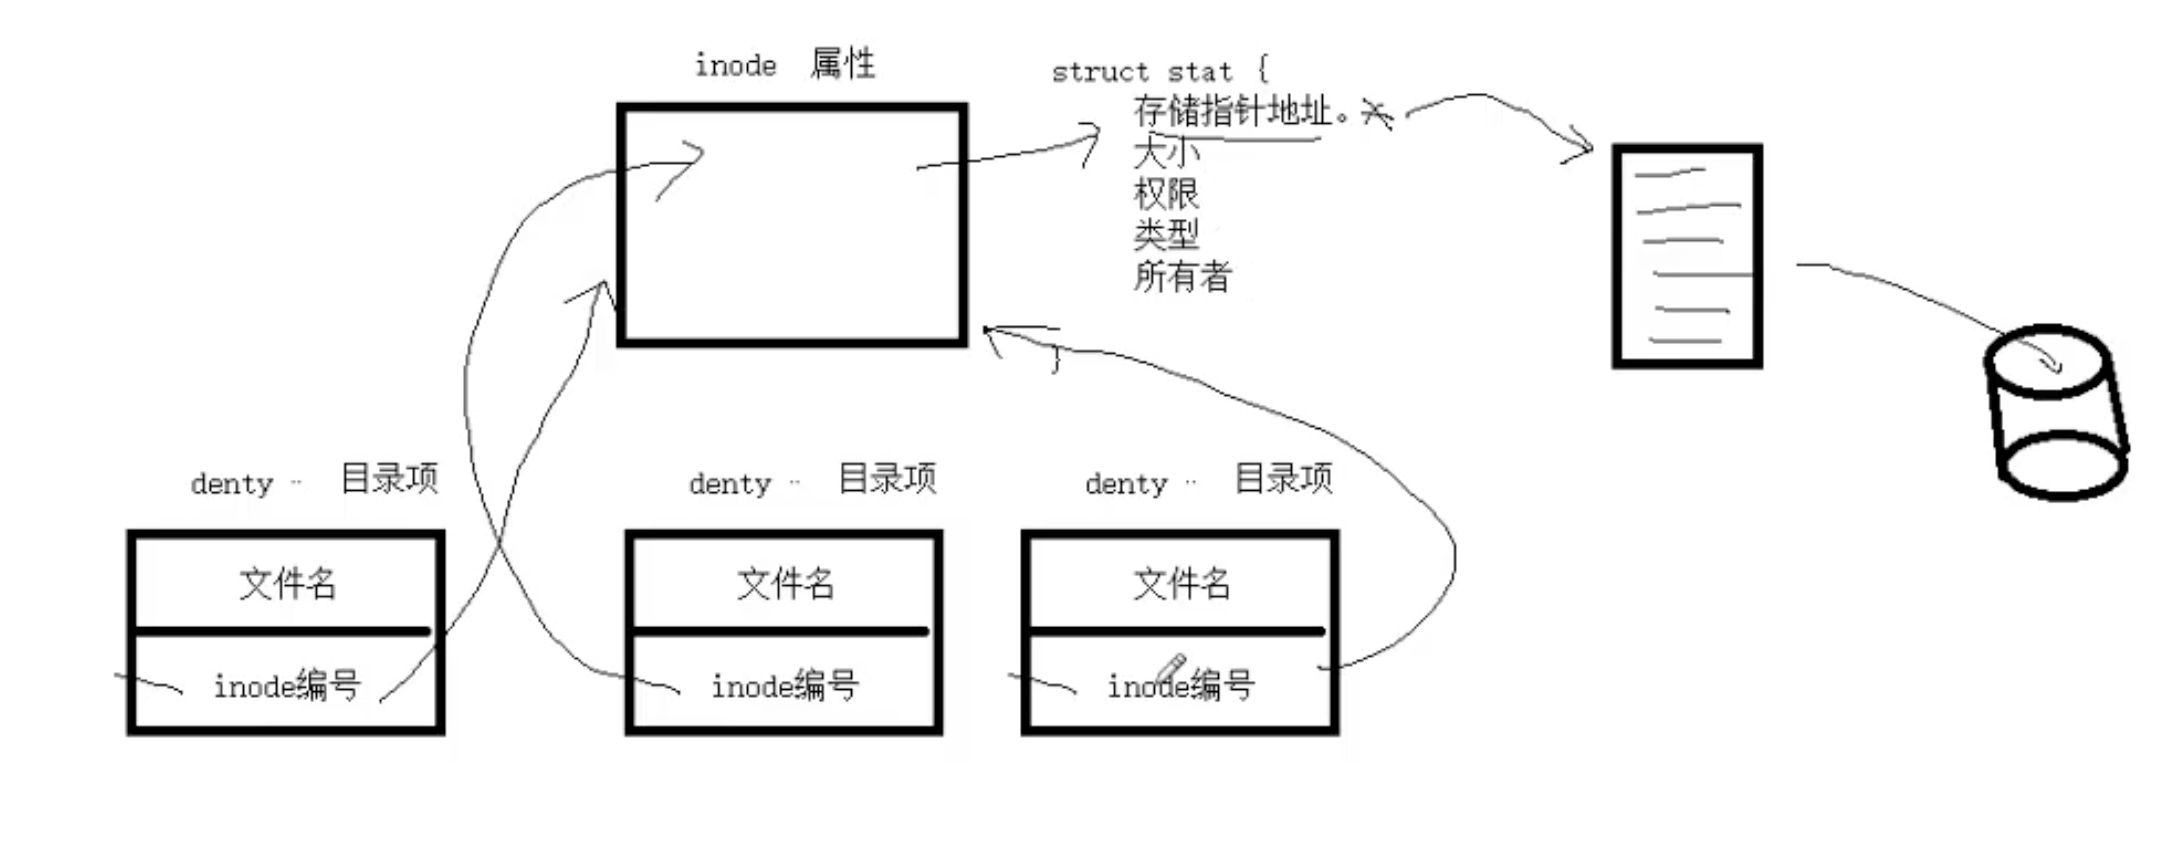 inode 属性
struct stat {
存储指针地址。*
大小
权限
类型
所有者
}
denty 目录项
denty 目录项
denty 目录项
文件名
文件名
文件名
inode编号
inode编号
inode编号